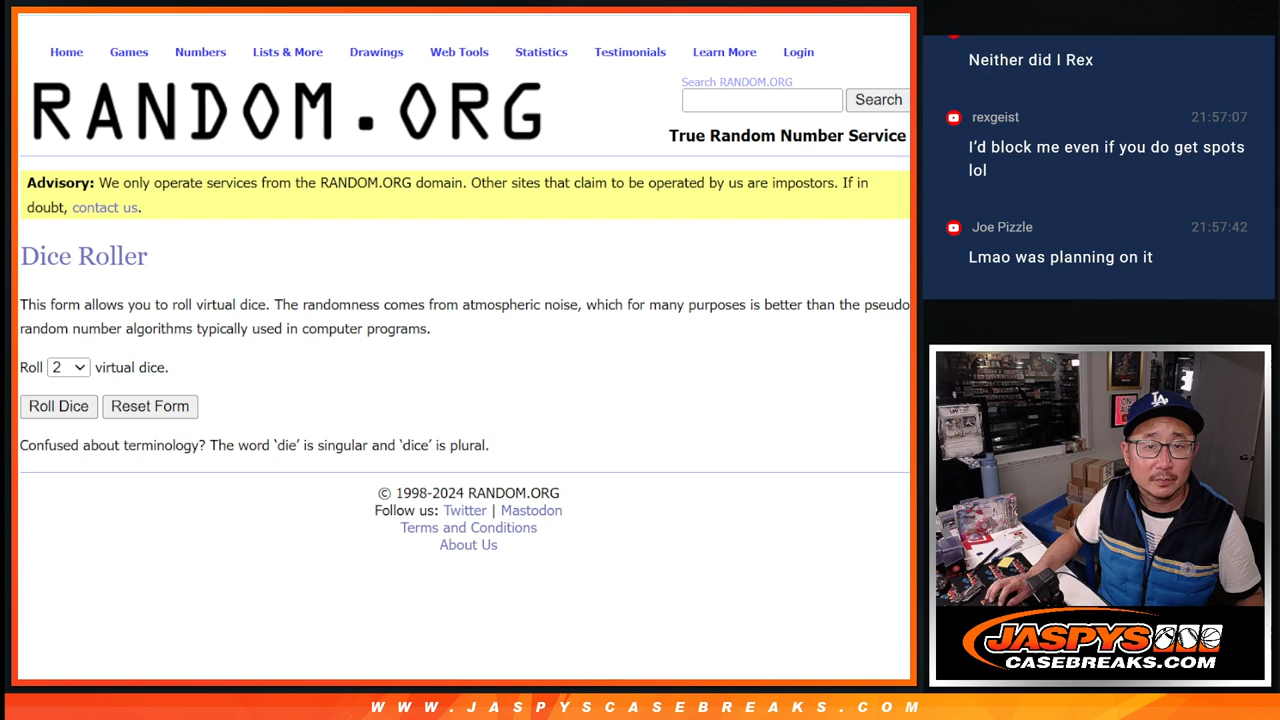 Home Games Numbers Lists & More Drawings Web Tools Statistics Testimonials Learn More Login
RANDOM.ORG
Search RANDOM.ORG
Search
True Random Number Service
Advisory: We only operate services from the RANDOM.ORG domain. Other sites that claim to be operated by us are impostors. If in
doubt, contact us.
Dice Roller
This form allows you to roll virtual dice. The randomness comes from atmospheric noise, which for many purposes is better than the pseudo
random number algorithms typically used in computer programs.
Roll 2 virtual dice.
Roll Dice Reset Form
Confused about terminology? The word ‘die’ is singular and ‘dice’ is plural.
© 1998-2024 RANDOM.ORG
Follow us: Twitter | Mastodon
Terms and Conditions
About Us
Neither did I Rex
rexgeist 21:57:07
I’d block me even if you do get spots
lol
Joe Pizzle 21:57:42
Lmao was planning on it
LA
JASPYS
CASEBREAKS.COM
WWW.JASPYSCASEBREAKS.COM